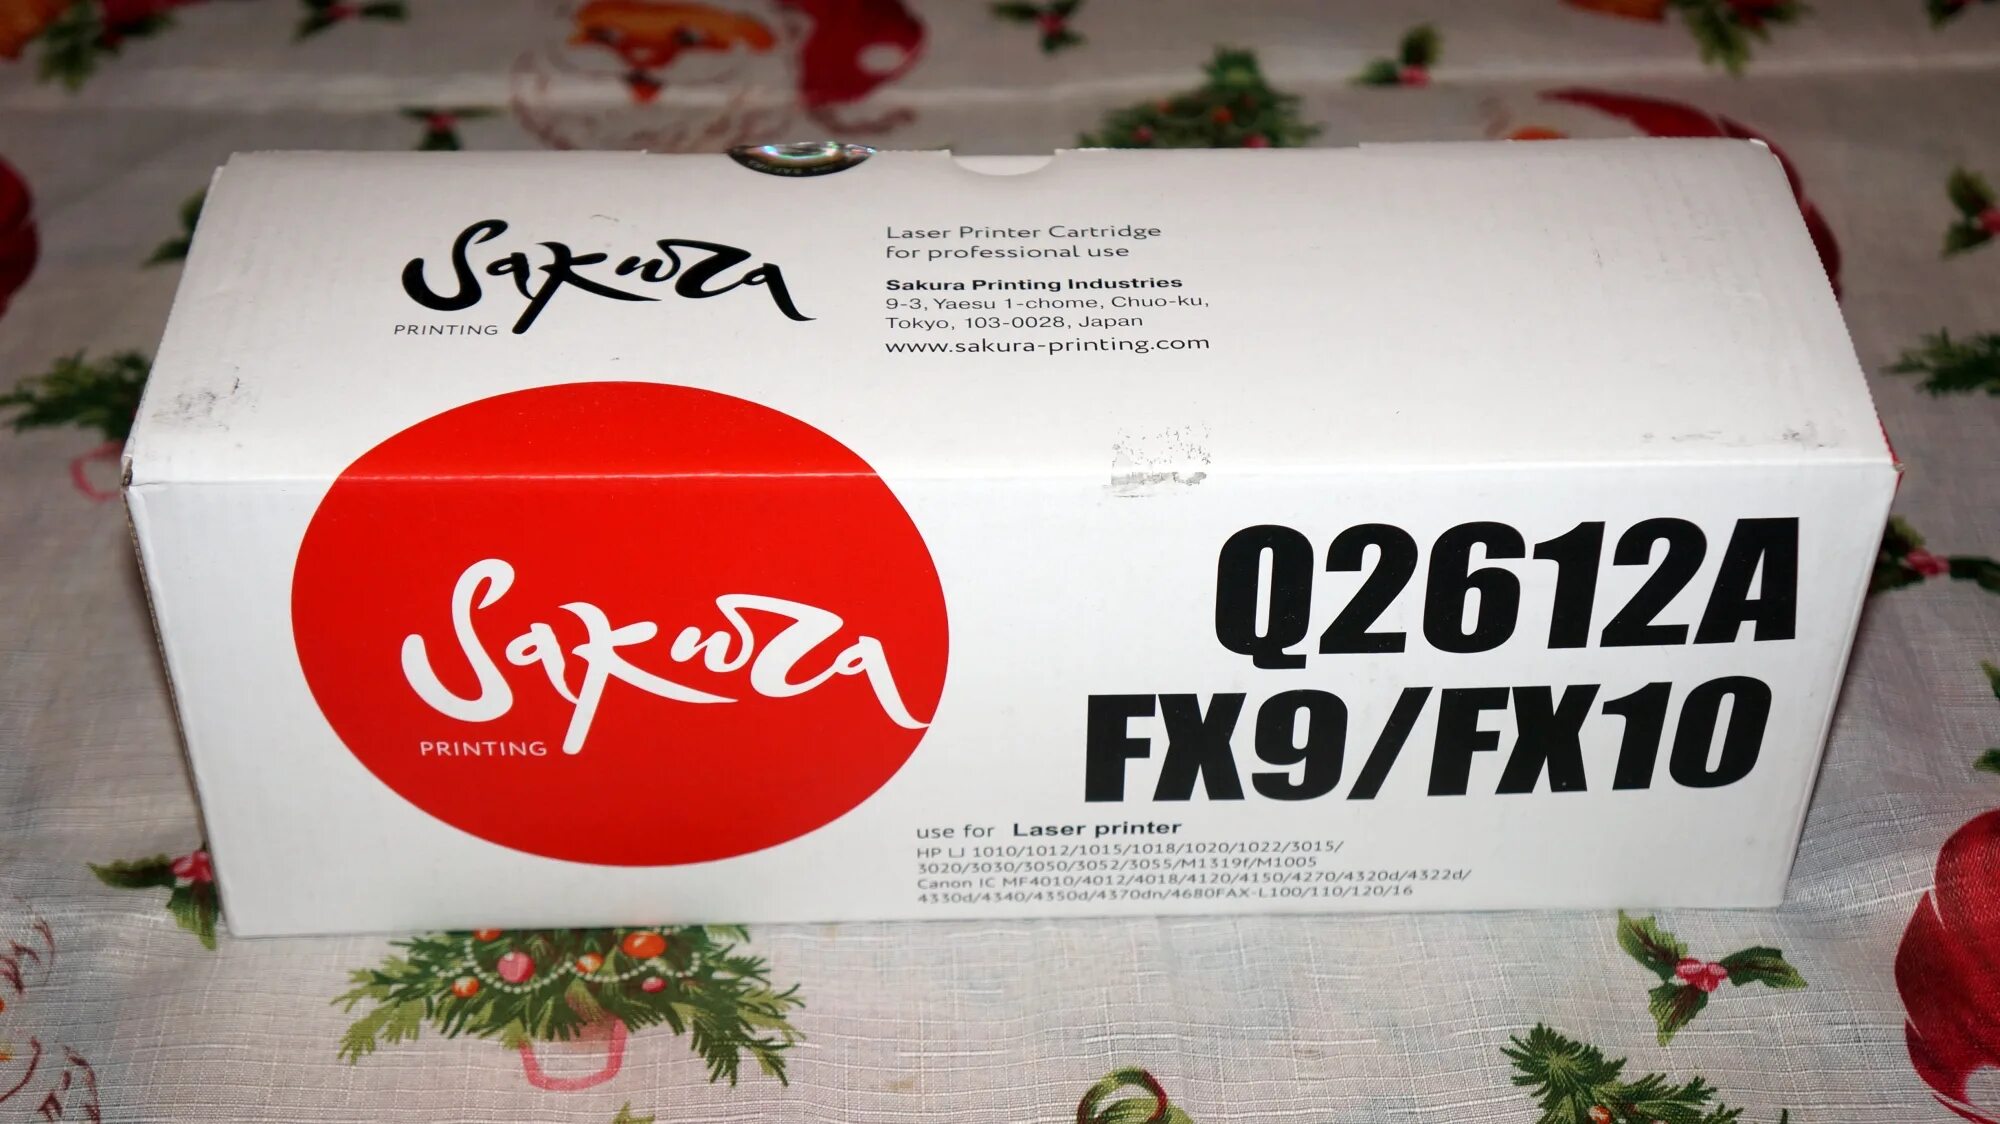 Sakura
PRINTING
Laser Printer Cartridge
for professional use
Sakura Printing Industries
9-3, Yaesu 1-chome, Chuo-ku,
Tokyo, 103-0028, Japan
www.sakura-printing.com
Sakura
PRINTING
Q2612A
FX9/FX10
use for Laser printer
HP LJ 1010/1012/1015/1018/1020/1022/3015/
3020/3030/3050/3052/3055/M1319f/M1005
Canon IC MF4010/4012/4018/4120/4150/4270/4320d/4322d/
4330d/4340/4350d/4370dn/4680FAX-L100/110/120/16